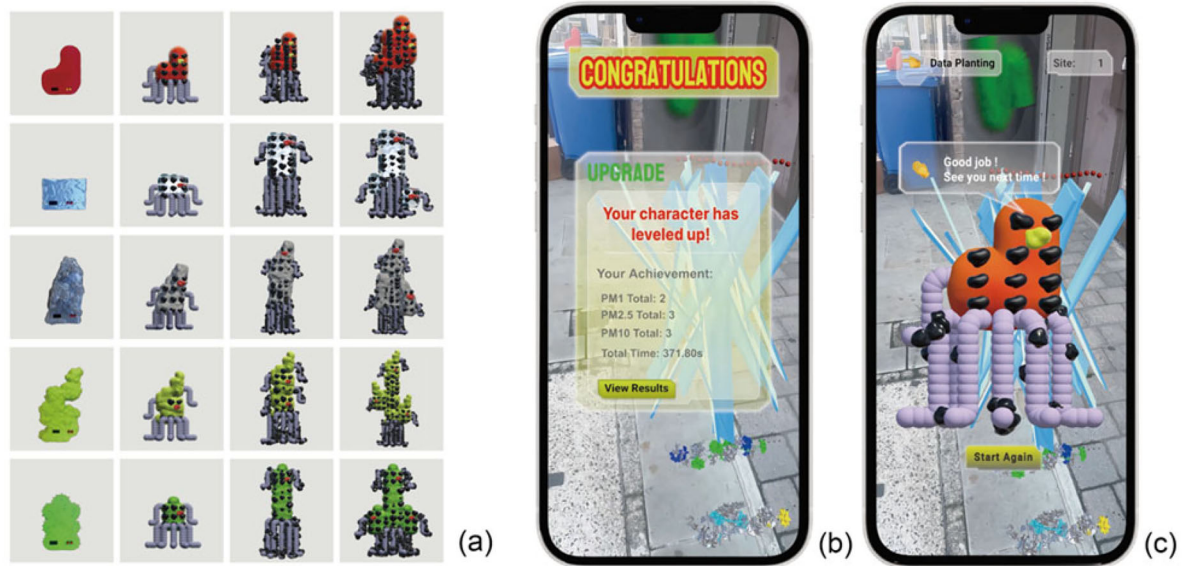 (a)
CONGRATULATIONS
UPGRADE
Your character has
leveled up!
Your Achievement:
PM1 Total: 2
PM2.5 Total: 3
PM10 Total: 3
Total Time: 371.80s
View Results
(b)
Data Planting
Site: 1
Good job !
See you next time !
Start Again
(c)